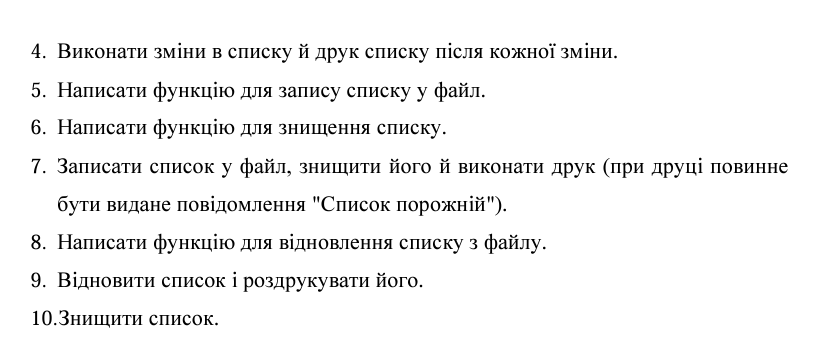 4. Виконати зміни в списку й друк списку після кожної зміни.
5. Написати функцію для запису списку у файл.
6. Написати функцію для знищення списку.
7. Записати список у файл, знищити його й виконати друк (при друці повинне
бути видане повідомлення "Список порожній").
8. Написати функцію для відновлення списку з файлу.
9. Відновити список і роздрукувати його.
10.Знищити список.